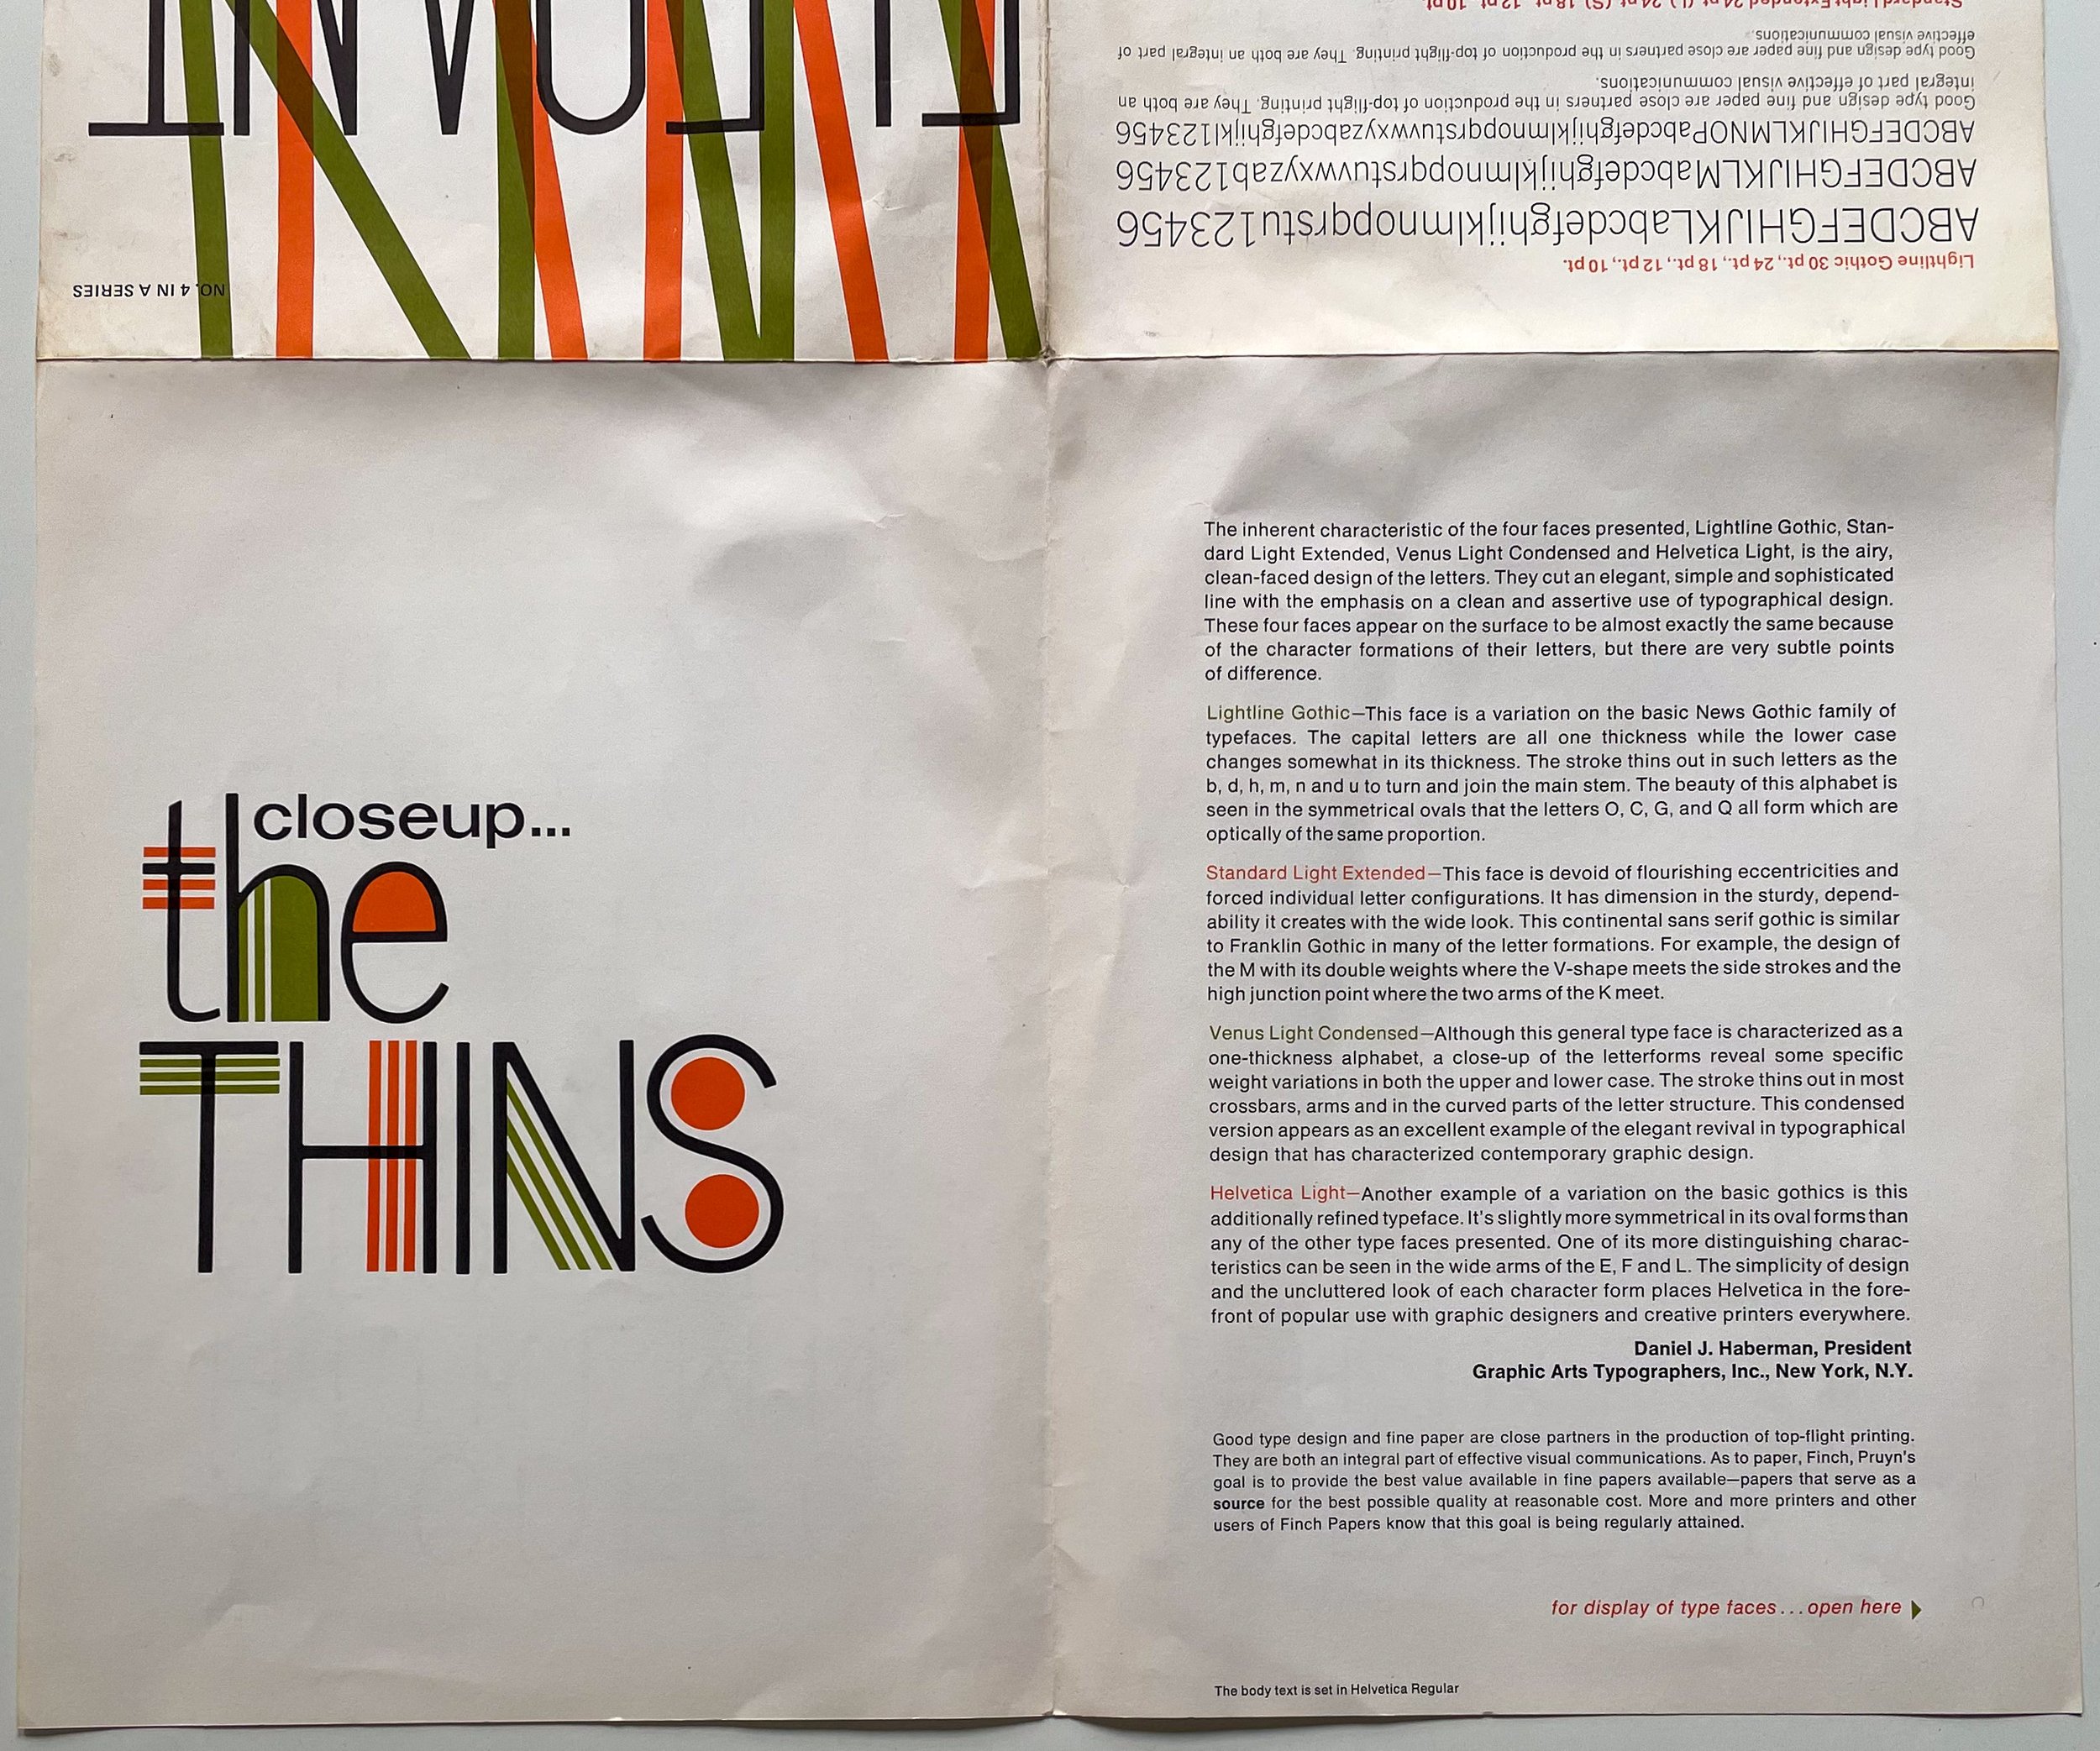 NO. 4 IN A SERIES
Lightline Gothic 30 pt., 24 pt., 18 pt., 12 pt., 10 pt.
ABCDEFGHIJKLabcdefghijklmnopqrstu123456
ABCDEFGHIJKLMabcdefghijklmnopqrstuvwxyzab123456
ABCDEFGHIJKLMNOPabcdefghijklmnopqrstuvwxyzabcdefghijkl123456
Good type design and fine paper are close partners in the production of top-flight printing. They are both an
integral part of effective visual communications.
Good type design and fine paper are close partners in the production of top-flight printing. They are both an integral part of
effective visual communications.
Standard Light Extended 24 pt. (L), 24 pt. (S), 18 pt., 12 pt., 10 pt.
closeup...
the
THINS
The inherent characteristic of the four faces presented, Lightline Gothic, Stan-
dard Light Extended, Venus Light Condensed and Helvetica Light, is the airy,
clean-faced design of the letters. They cut an elegant, simple and sophisticated
line with the emphasis on a clean and assertive use of typographical design.
These four faces appear on the surface to be almost exactly the same because
of the character formations of their letters, but there are very subtle points
of difference.
Lightline Gothic—This face is a variation on the basic News Gothic family of
typefaces. The capital letters are all one thickness while the lower case
changes somewhat in its thickness. The stroke thins out in such letters as the
b, d, h, m, n and u to turn and join the main stem. The beauty of this alphabet is
seen in the symmetrical ovals that the letters O, C, G, and Q all form which are
optically of the same proportion.
Standard Light Extended—This face is devoid of flourishing eccentricities and
forced individual letter configurations. It has dimension in the sturdy, depend-
ability it creates with the wide look. This continental sans serif gothic is similar
to Franklin Gothic in many of the letter formations. For example, the design of
the M with its double weights where the V-shape meets the side strokes and the
high junction point where the two arms of the K meet.
Venus Light Condensed—Although this general type face is characterized as a
one-thickness alphabet, a close-up of the letterforms reveal some specific
weight variations in both the upper and lower case. The stroke thins out in most
crossbars, arms and in the curved parts of the letter structure. This condensed
version appears as an excellent example of the elegant revival in typographical
design that has characterized contemporary graphic design.
Helvetica Light—Another example of a variation on the basic gothics is this
additionally refined typeface. It's slightly more symmetrical in its oval forms than
any of the other type faces presented. One of its more distinguishing charac-
teristics can be seen in the wide arms of the E, F and L. The simplicity of design
and the uncluttered look of each character form places Helvetica in the fore-
front of popular use with graphic designers and creative printers everywhere.
Daniel J. Haberman, President
Graphic Arts Typographers, Inc., New York, N.Y.
Good type design and fine paper are close partners in the production of top-flight printing.
They are both an integral part of effective visual communications. As to paper, Finch, Pruyn's
goal is to provide the best value available in fine papers available—papers that serve as a
source for the best possible quality at reasonable cost. More and more printers and other
users of Finch Papers know that this goal is being regularly attained.
for display of type faces...open here
The body text is set in Helvetica Regular